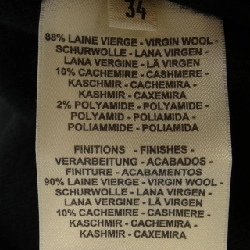 34
88% LAINE VIERGE - VIRGIN WOOL -
SCHURWOLLE - LANA VIRGEN -
LANA VERGINE - LÃ VIRGEN
10% CACHEMIRE - CASHMERE -
KASCHMIR - CACHEMIRA -
KASHMIR - CAXEMIRA
2% POLYAMIDE - POLYAMIDE -
POLYAMID - POLIAMIDA -
POLIAMMIDE - POLIAMIDA
FINITIONS - FINISHES -
VERARBEITUNG - ACABADOS -
FINITURE - ACABAMENTOS
90% LAINE VIERGE - VIRGIN WOOL -
SCHURWOLLE - LANA VIRGEN -
LANA VERGINE - LÃ VIRGEN
10% CACHEMIRE - CASHMERE -
KASCHMIR - CACHEMIRA -
KASHMIR - CAXEMIRA